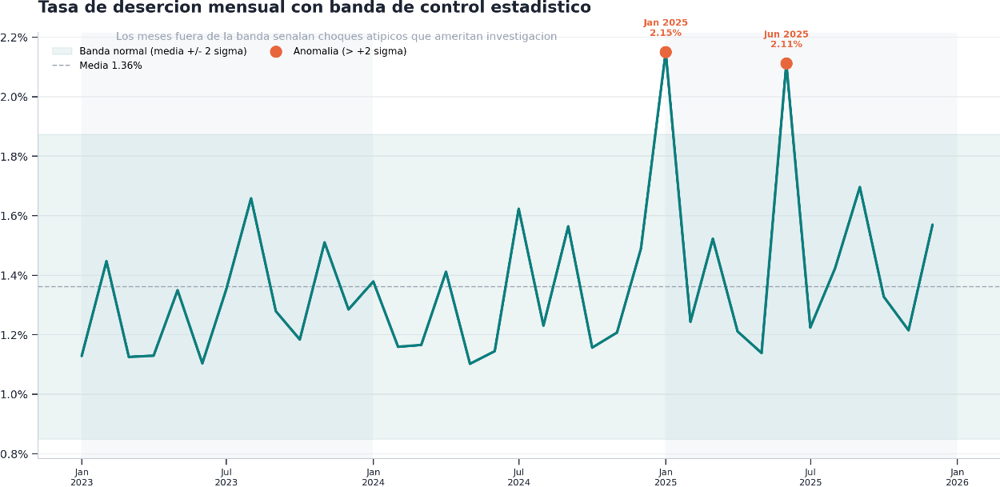 Tasa de desercion mensual con banda de control estadistico
Los meses fuera de la banda senalan choques atipicos que ameritan investigacion
Banda normal (media +/- 2 sigma)
Anomalia (> +2 sigma)
Media 1.36%
Jan 2025
2.15%
Jun 2025
2.11%
2.2%
2.0%
1.8%
1.6%
1.4%
1.2%
1.0%
0.8%
Jan
2023
Jul
2023
Jan
2024
Jul
2024
Jan
2025
Jul
2025
Jan
2026